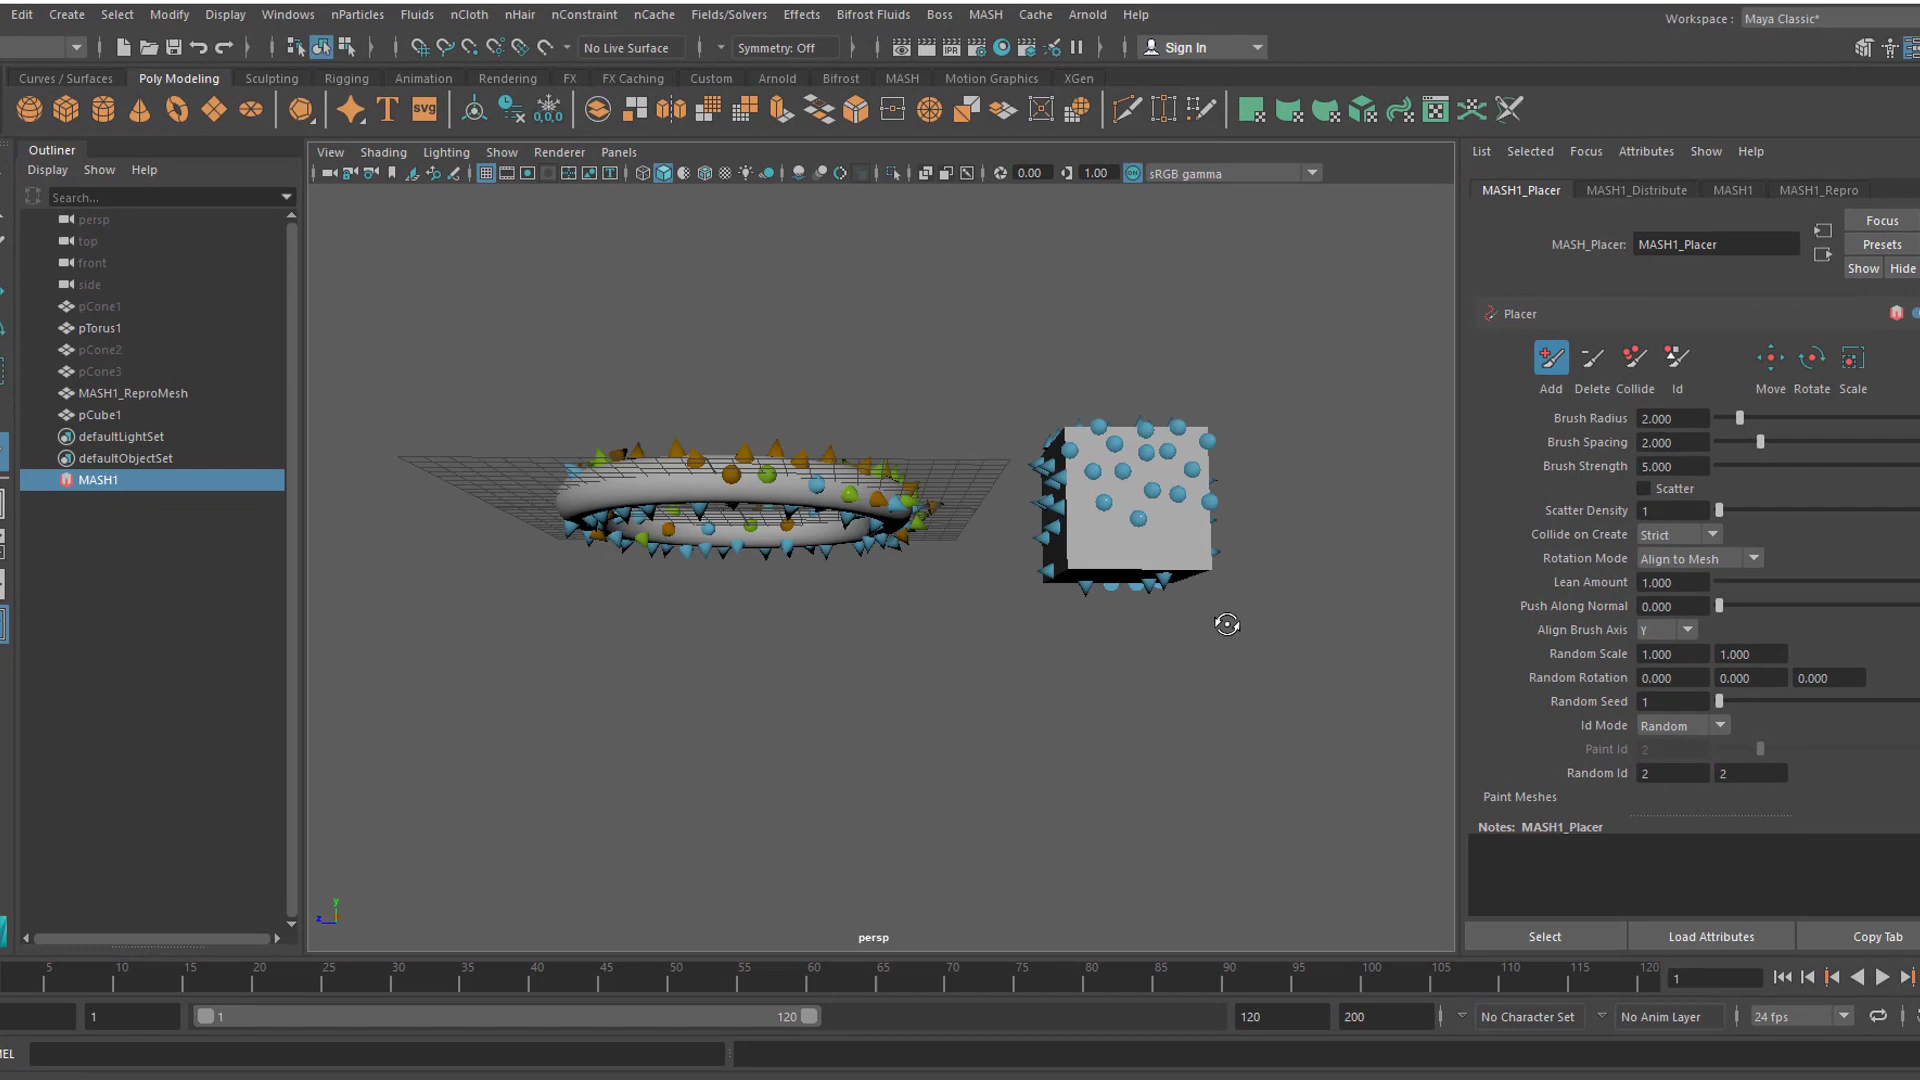 Edit Create Select Modify Display Windows nParticles Fluids nCloth nHair nConstraint nCache Fields/Solvers Effects Bifrost Fluids Boss MASH Cache Arnold Help
Workspace : Maya Classic*
No Live Surface Symmetry: Off Sign In
Curves / Surfaces Poly Modeling Sculpting Rigging Animation Rendering FX FX Caching Custom Arnold Bifrost MASH Motion Graphics XGen
T svg 0,0,0
Outliner
Display Show Help
Search...
persp
top
front
side
pCone1
pTorus1
pCone2
pCone3
MASH1_ReproMesh
pCube1
defaultLightSet
defaultObjectSet
MASH1
View Shading Lighting Show Renderer Panels
0.00 1.00 sRGB gamma
y
z
persp
List Selected Focus Attributes Show Help
MASH1_Placer MASH1_Distribute MASH1 MASH1_Repro
Focus
MASH_Placer: MASH1_Placer Presets
Show Hide
Placer
Add Delete Collide Id Move Rotate Scale
Brush Radius 2.000
Brush Spacing 2.000
Brush Strength 5.000
Scatter
Scatter Density 1
Collide on Create Strict
Rotation Mode Align to Mesh
Lean Amount 1.000
Push Along Normal 0.000
Align Brush Axis Y
Random Scale 1.000 1.000
Random Rotation 0.000 0.000 0.000
Random Seed 1
Id Mode Random
Paint Id 2
Random Id 2 2
Paint Meshes
Notes: MASH1_Placer
Select Load Attributes Copy Tab
5 10 15 20 25 30 35 40 45 50 55 60 65 70 75 80 85 90 95 100 105 110 115 120 1
1 1 120 120 200 No Character Set No Anim Layer 24 fps
MEL